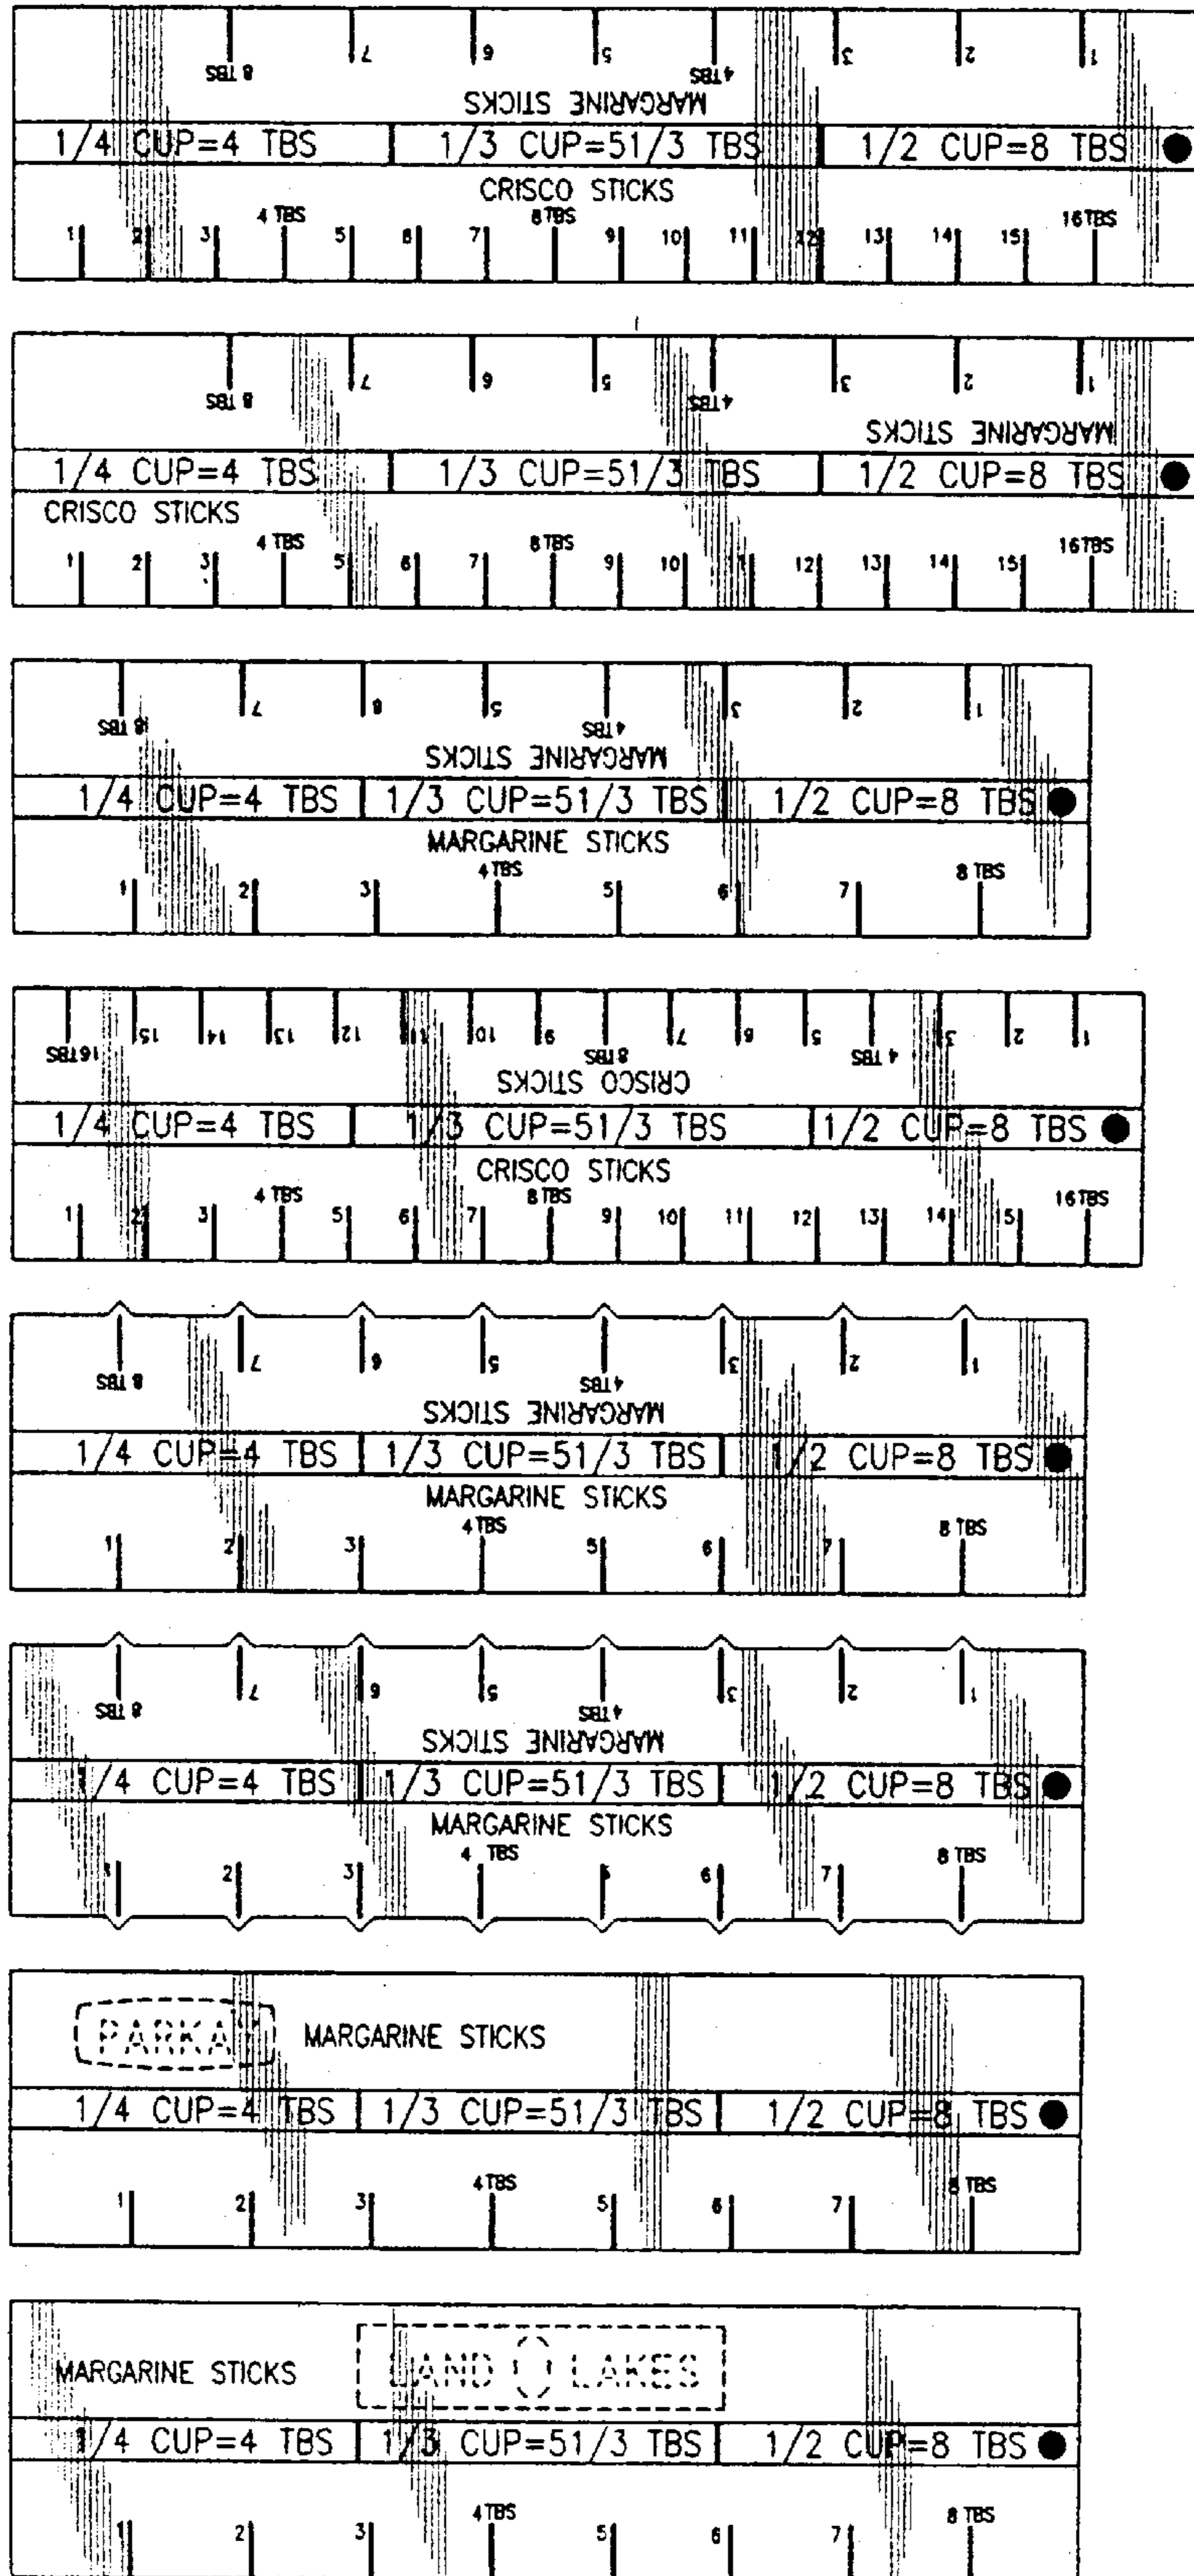 8 TBS 7 6 5 4 TBS 3 2 1
MARGARINE STICKS
1/4 CUP=4 TBS 1/3 CUP=51/3 TBS 1/2 CUP=8 TBS
CRISCO STICKS
1 2 3 4 TBS 5 6 7 8 TBS 9 10 11 12 13 14 15 16 TBS
8 TBS 7 6 5 4 TBS 3 2 1
MARGARINE STICKS
1/4 CUP=4 TBS 1/3 CUP=51/3 TBS 1/2 CUP=8 TBS
CRISCO STICKS
1 2 3 4 TBS 5 6 7 8 TBS 9 10 11 12 13 14 15 16 TBS
8 TBS 7 6 5 4 TBS 3 2 1
MARGARINE STICKS
1/4 CUP=4 TBS 1/3 CUP=51/3 TBS 1/2 CUP=8 TBS
MARGARINE STICKS
1 2 3 4 TBS 5 6 7 8 TBS
16 TBS 15 14 13 12 11 10 9 8 TBS 7 6 5 4 TBS 3 2 1
CRISCO STICKS
1/4 CUP=4 TBS 1/3 CUP=51/3 TBS 1/2 CUP=8 TBS
CRISCO STICKS
1 2 3 4 TBS 5 6 7 8 TBS 9 10 11 12 13 14 15 16 TBS
8 TBS 7 6 5 4 TBS 3 2 1
MARGARINE STICKS
1/4 CUP=4 TBS 1/3 CUP=51/3 TBS 1/2 CUP=8 TBS
MARGARINE STICKS
1 2 3 4 TBS 5 6 7 8 TBS
8 TBS 7 6 5 4 TBS 3 2 1
MARGARINE STICKS
1/4 CUP=4 TBS 1/3 CUP=51/3 TBS 1/2 CUP=8 TBS
MARGARINE STICKS
1 2 3 4 TBS 5 6 7 8 TBS
PARKAY MARGARINE STICKS
1/4 CUP=4 TBS 1/3 CUP=51/3 TBS 1/2 CUP=8 TBS
1 2 3 4 TBS 5 6 7 8 TBS
MARGARINE STICKS LAND O LAKES
1/4 CUP=4 TBS 1/3 CUP=51/3 TBS 1/2 CUP=8 TBS
1 2 3 4 TBS 5 6 7 8 TBS